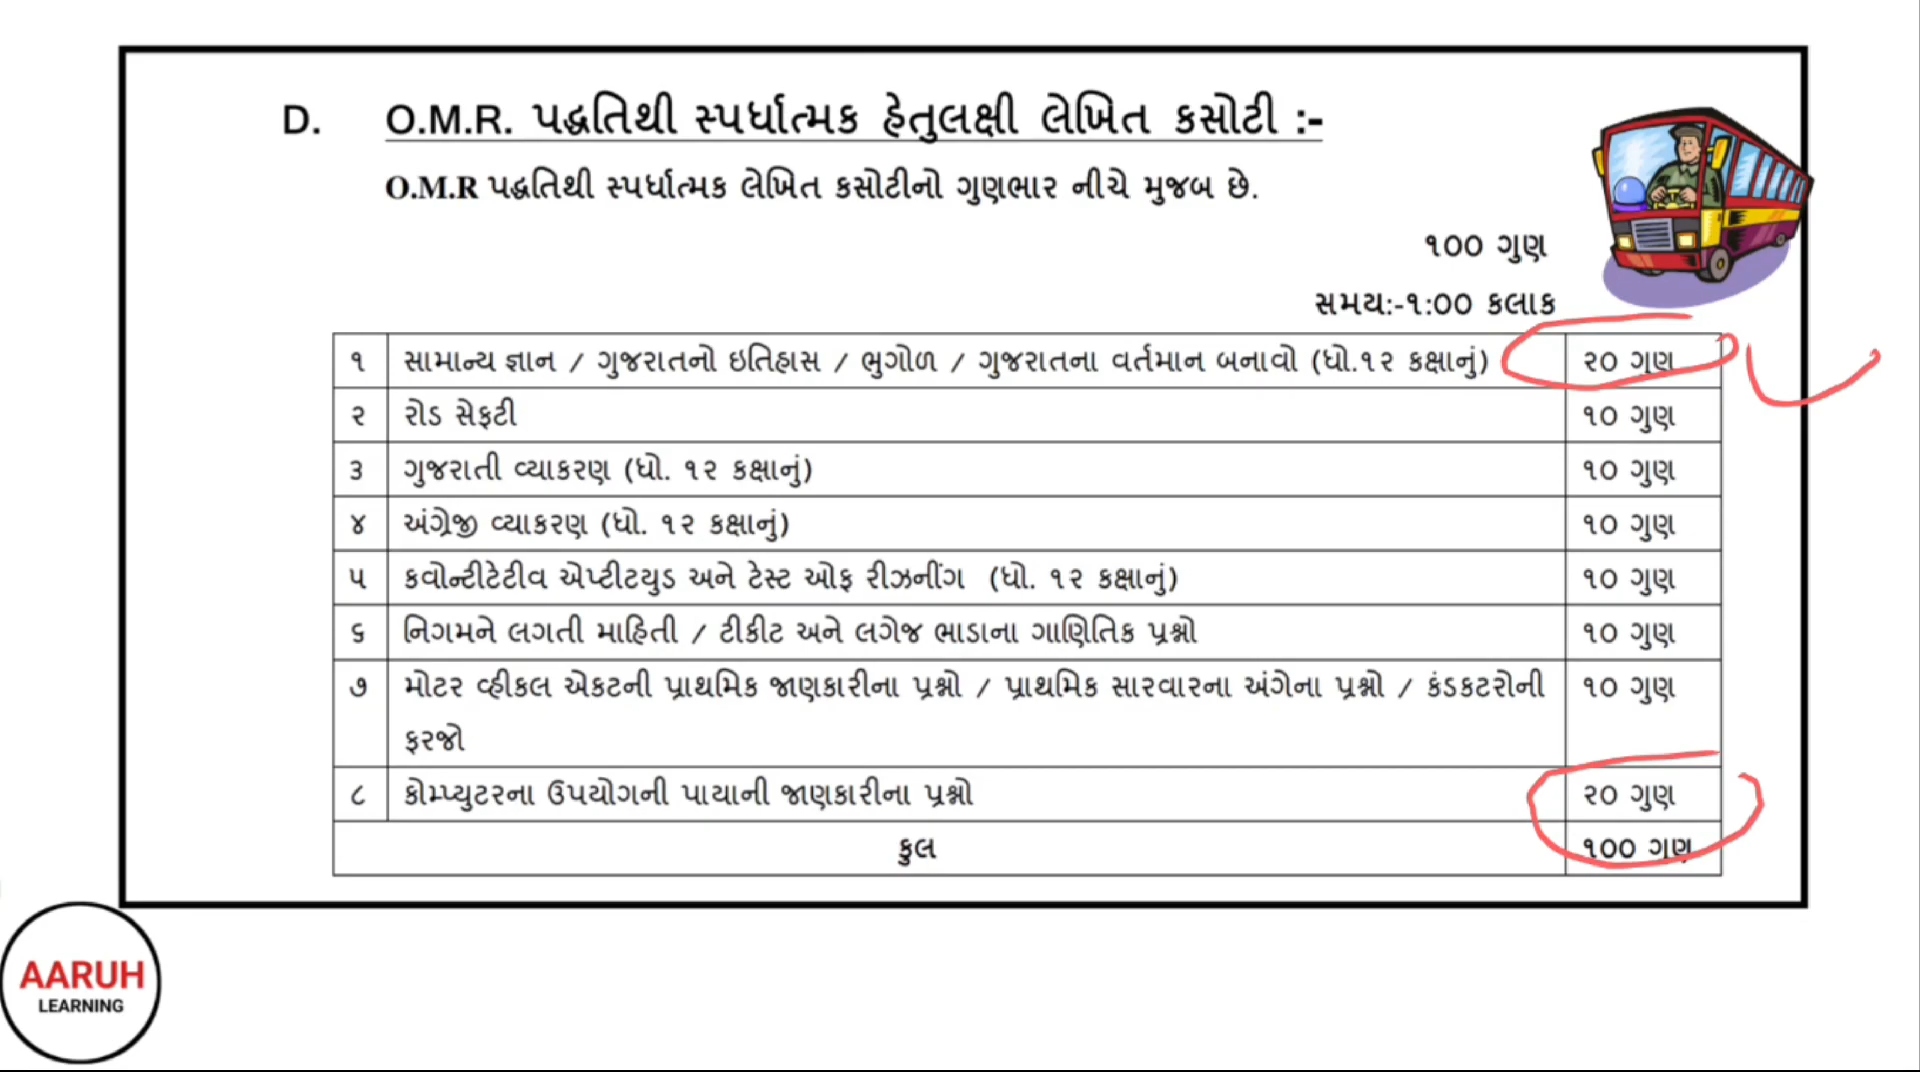 D. O.M.R. પદ્ધતિથી સ્પર્ધાત્મક હેતુલક્ષી લેખિત કસોટી :-
O.M.R પદ્ધતિથી સ્પર્ધાત્મક લેખિત કસોટીનો ગુણભાર નીચે મુજબ છે.
૧૦૦ ગુણ
સમય:-૧:૦૦ કલાક
૧ સામાન્ય જ્ઞાન / ગુજરાતનો ઇતિહાસ / ભુગોળ / ગુજરાતના વર્તમાન બનાવો (ધો.૧૨ કક્ષાનું) ૨૦ ગુણ
૨ રોડ સેફટી ૧૦ ગુણ
૩ ગુજરાતી વ્યાકરણ (ધો. ૧૨ કક્ષાનું) ૧૦ ગુણ
૪ અંગ્રેજી વ્યાકરણ (ધો. ૧૨ કક્ષાનું) ૧૦ ગુણ
૫ કવોન્ટીટેટીવ એપ્ટીટયુડ અને ટેસ્ટ ઓફ રીઝનીંગ (ધો. ૧૨ કક્ષાનું) ૧૦ ગુણ
૬ નિગમને લગતી માહિતી / ટીકીટ અને લગેજ ભાડાના ગાણિતિક પ્રશ્નો ૧૦ ગુણ
૭ મોટર વ્હીકલ એકટની પ્રાથમિક જાણકારીના પ્રશ્નો / પ્રાથમિક સારવારના અંગેના પ્રશ્નો / કંડકટરોની ૧૦ ગુણ
ફરજો
૮ કોમ્પ્યુટરના ઉપયોગની પાયાની જાણકારીના પ્રશ્નો ૨૦ ગુણ
કુલ ૧૦૦ ગુણ
AARUH
LEARNING